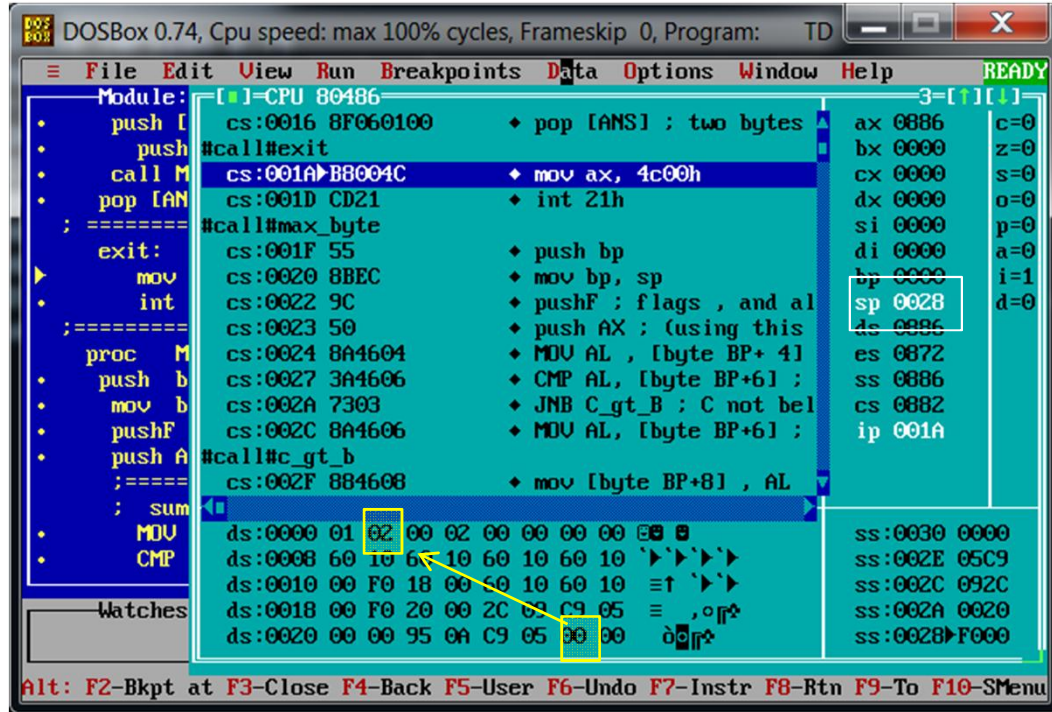 DOSBox 0.74, Cpu speed: max 100% cycles, Frameskip 0, Program: TD
≡ File Edit View Run Breakpoints Data Options Window Help READY
Module:
push [
push
call M
pop [AN
; =========
exit:
mov
int
;=========
proc M
push b
mov b
pushF
push A
;=====
; sum
MOV
CMP
Watches
[■]=CPU 80486 3=[↑][↓]
cs:0016 8F060100 ♦ pop [ANS] ; two bytes
#call#exit
cs:001A►B8004C ♦ mov ax, 4c00h
cs:001D CD21 ♦ int 21h
#call#max_byte
cs:001F 55 ♦ push bp
cs:0020 8BEC ♦ mov bp, sp
cs:0022 9C ♦ pushF ; flags , and al
cs:0023 50 ♦ push AX ; (using this
cs:0024 8A4604 ♦ MOV AL , [byte BP+ 4]
cs:0027 3A4606 ♦ CMP AL, [byte BP+6] ;
cs:002A 7303 ♦ JNB C_gt_B ; C not bel
cs:002C 8A4606 ♦ MOV AL, [byte BP+6] ;
#call#c_gt_b
cs:002F 884608 ♦ mov [byte BP+8] , AL
ax 0886 c=0
bx 0000 z=0
cx 0000 s=0
dx 0000 o=0
si 0000 p=0
di 0000 a=0
bp 0000 i=1
sp 0028 d=0
ds 0886
es 0872
ss 0886
cs 0882
ip 001A
ds:0000 01 02 00 02 00 00 00 00
ds:0008 60 10 60 10 60 10 60 10 `►`►`►`►
ds:0010 00 F0 18 00 60 10 60 10 ≡↑ `►`►
ds:0018 00 F0 20 00 2C 09 C9 05 ≡ ,○╔♣
ds:0020 00 00 95 0A C9 05 00 00 ò◙╔♣
ss:0030 0000
ss:002E 05C9
ss:002C 092C
ss:002A 0020
ss:0028►F000
Alt: F2-Bkpt at F3-Close F4-Back F5-User F6-Undo F7-Instr F8-Rtn F9-To F10-SMenu